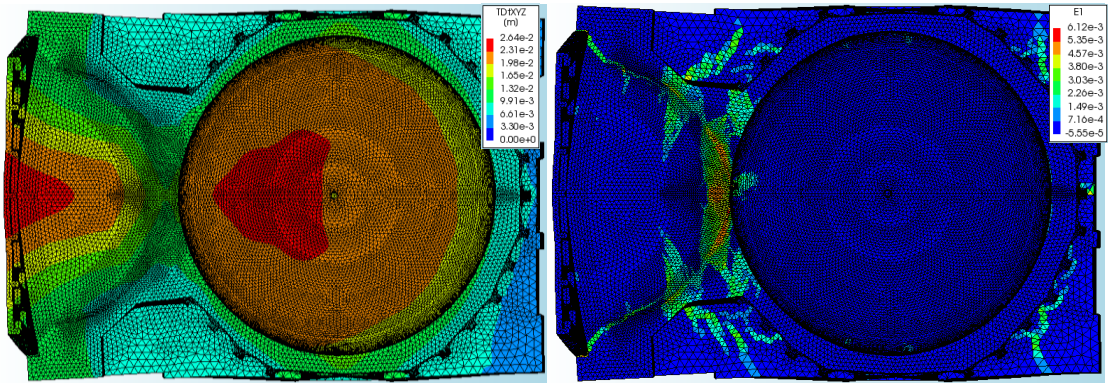 TDtXYZ
(m)
2.64e-2
2.31e-2
1.98e-2
1.65e-2
1.32e-2
9.91e-3
6.61e-3
3.30e-3
0.00e+0
E1
6.12e-3
5.35e-3
4.57e-3
3.80e-3
3.03e-3
2.26e-3
1.49e-3
7.16e-4
-5.55e-5